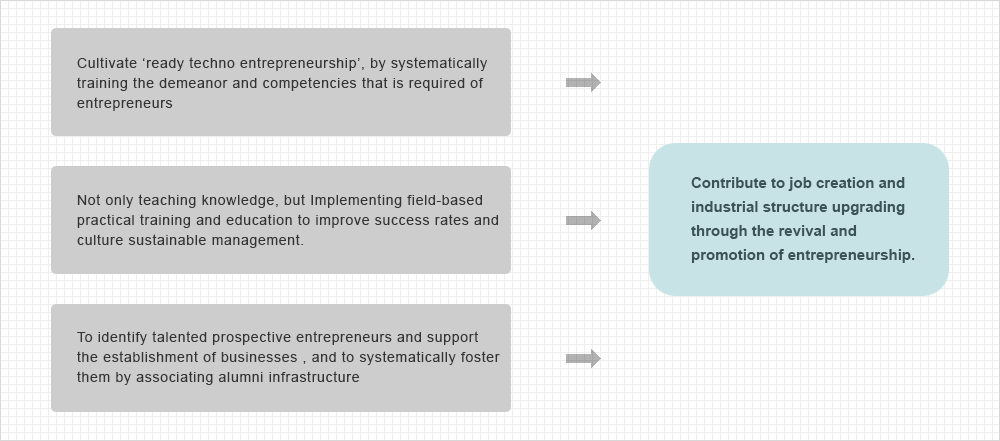 Cultivate ‘ready techno entrepreneurship’, by systematically
training the demeanor and competencies that is required of
entrepreneurs
Not only teaching knowledge, but Implementing field-based
practical training and education to improve success rates and
culture sustainable management.
To identify talented prospective entrepreneurs and support
the establishment of businesses , and to systematically foster
them by associating alumni infrastructure
Contribute to job creation and
industrial structure upgrading
through the revival and
promotion of entrepreneurship.